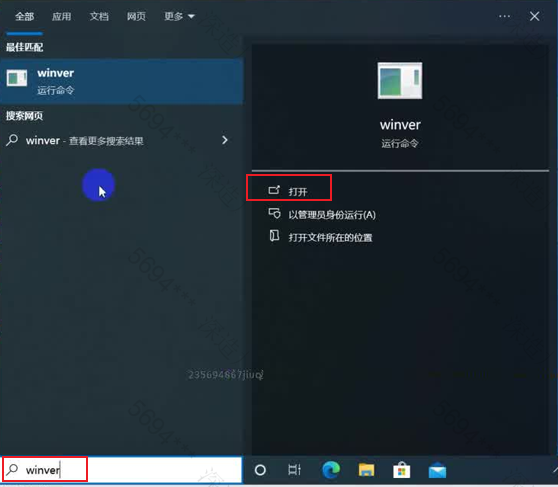 全部 应用 文档 网页 更多
最佳匹配
winver
运行命令
搜索网页
winver - 查看更多搜索结果
winver
运行命令
打开
以管理员身份运行(A)
打开文件所在的位置
winver